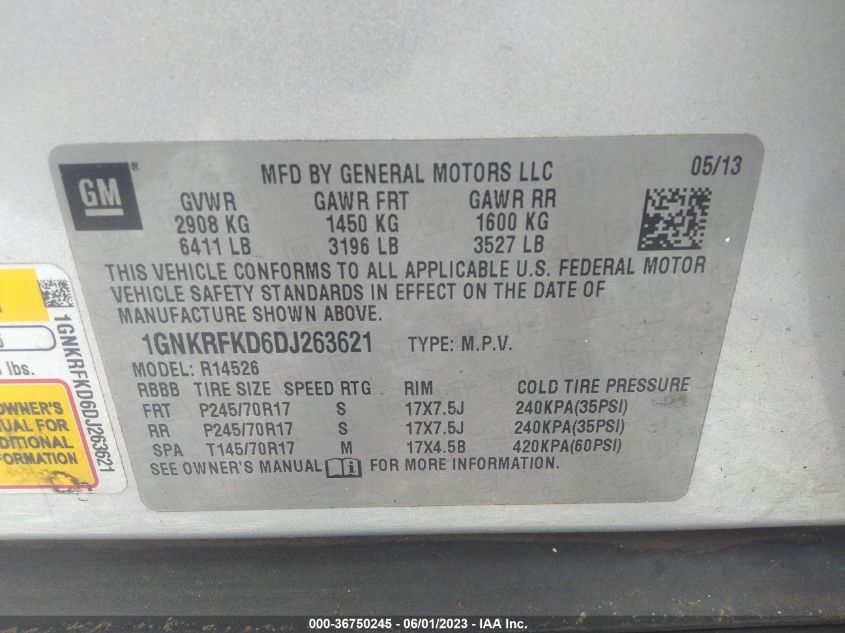 GM
®
MFD BY GENERAL MOTORS LLC
05/13
GVWR GAWR FRT GAWR RR
2908 KG 1450 KG 1600 KG
6411 LB 3196 LB 3527 LB
THIS VEHICLE CONFORMS TO ALL APPLICABLE U.S. FEDERAL MOTOR
VEHICLE SAFETY STANDARDS IN EFFECT ON THE DATE OF
MANUFACTURE SHOWN ABOVE.
1GNKRFKD6DJ263621 TYPE: M.P.V.
MODEL: R14526
RBBB TIRE SIZE SPEED RTG RIM COLD TIRE PRESSURE
FRT P245/70R17 S 17X7.5J 240KPA(35PSI)
RR P245/70R17 S 17X7.5J 240KPA(35PSI)
SPA T145/70R17 M 17X4.5B 420KPA(60PSI)
SEE OWNER'S MANUAL i FOR MORE INFORMATION.
lbs.
OWNER'S
MANUAL FOR
DITIONAL
FORMATION
1GNKRFKD6DJ263621
000-36750245 - 06/01/2023 - IAAI Inc.